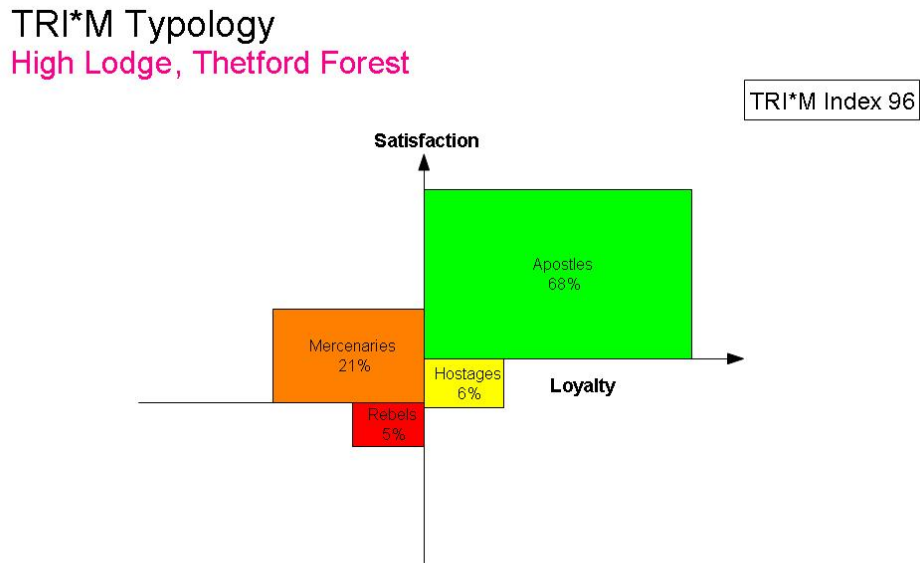 TRI*M Typology
High Lodge, Thetford Forest
TRI*M Index 96
Satisfaction
Apostles
68%
Mercenaries
21%
Hostages
6%
Loyalty
Rebels
5%